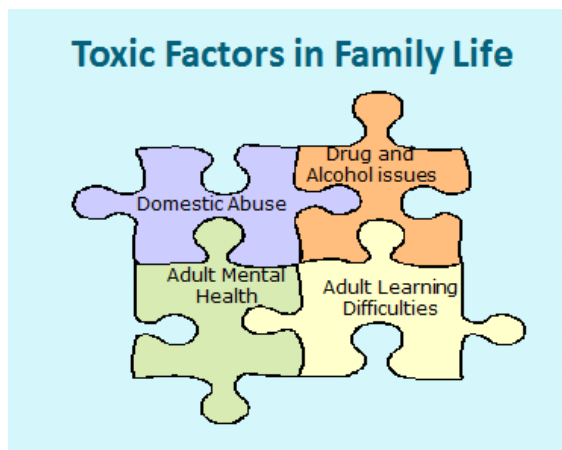 Toxic Factors in Family Life
Drug and
Alcohol issues
Domestic Abuse
Adult Mental
Health
Adult Learning
Difficulties